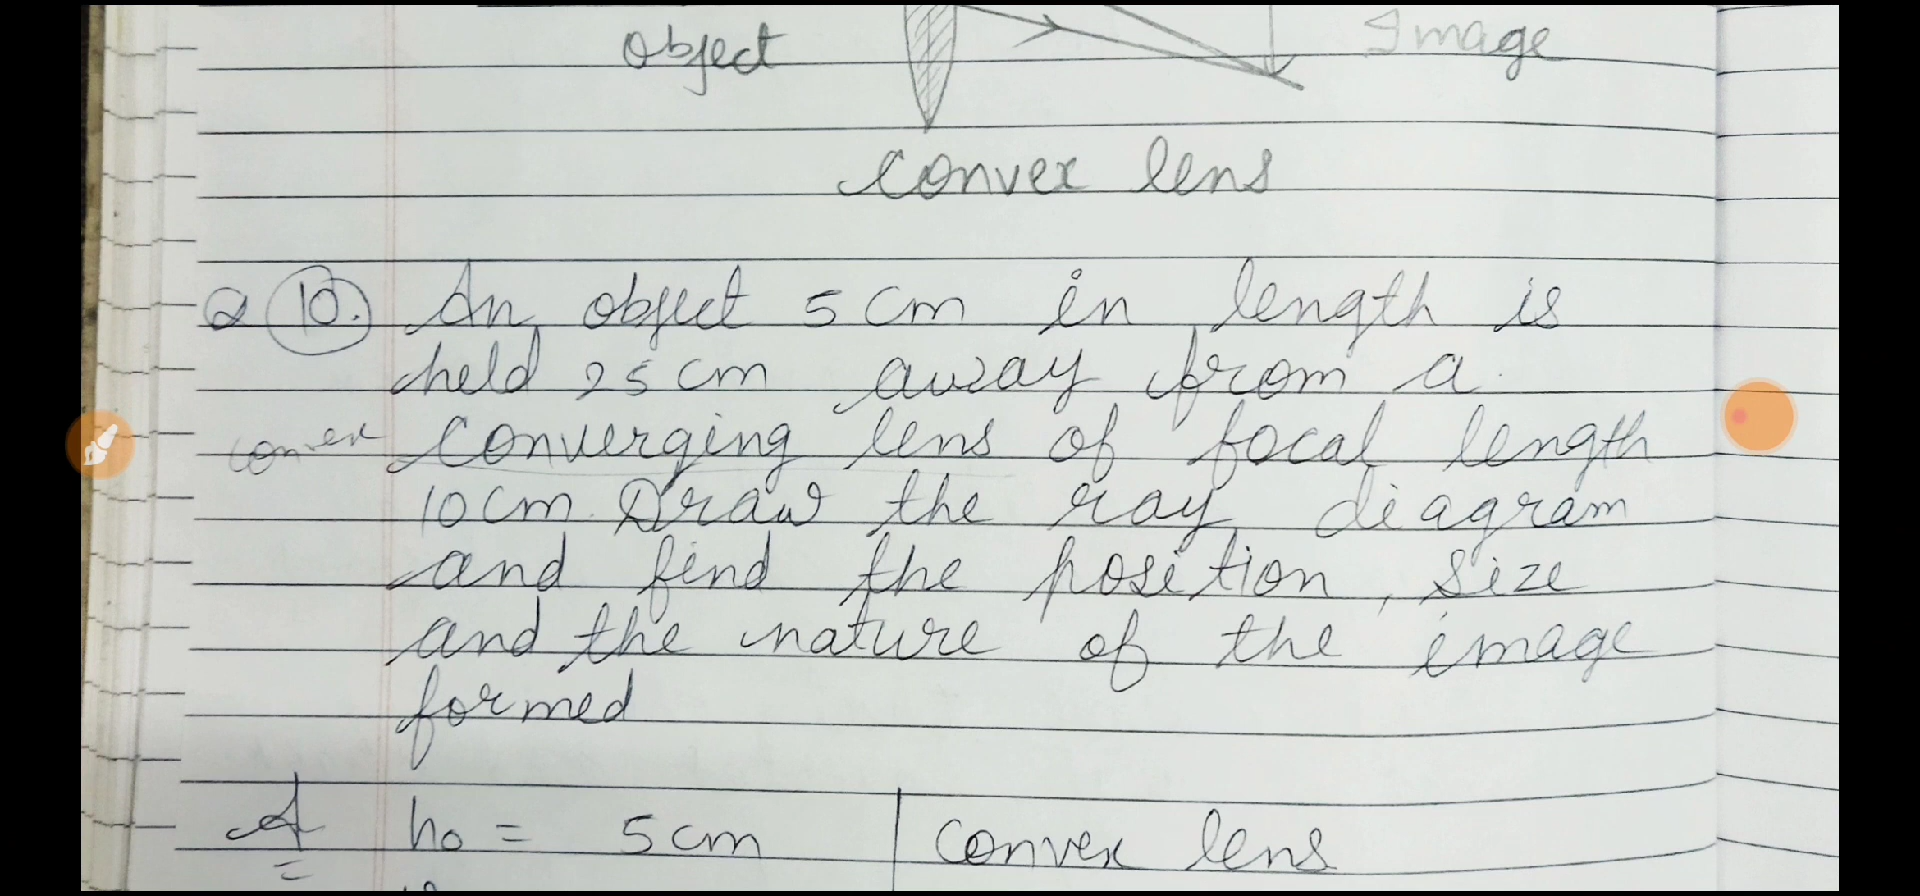 Object
Image
Convex lens
Q 10. An object 5 cm in length is
held 25 cm away from a
convex converging lens of focal length
10 cm. Draw the ray diagram
and find the position, size
and the nature of the image
formed
A ho = 5 cm | Convex lens